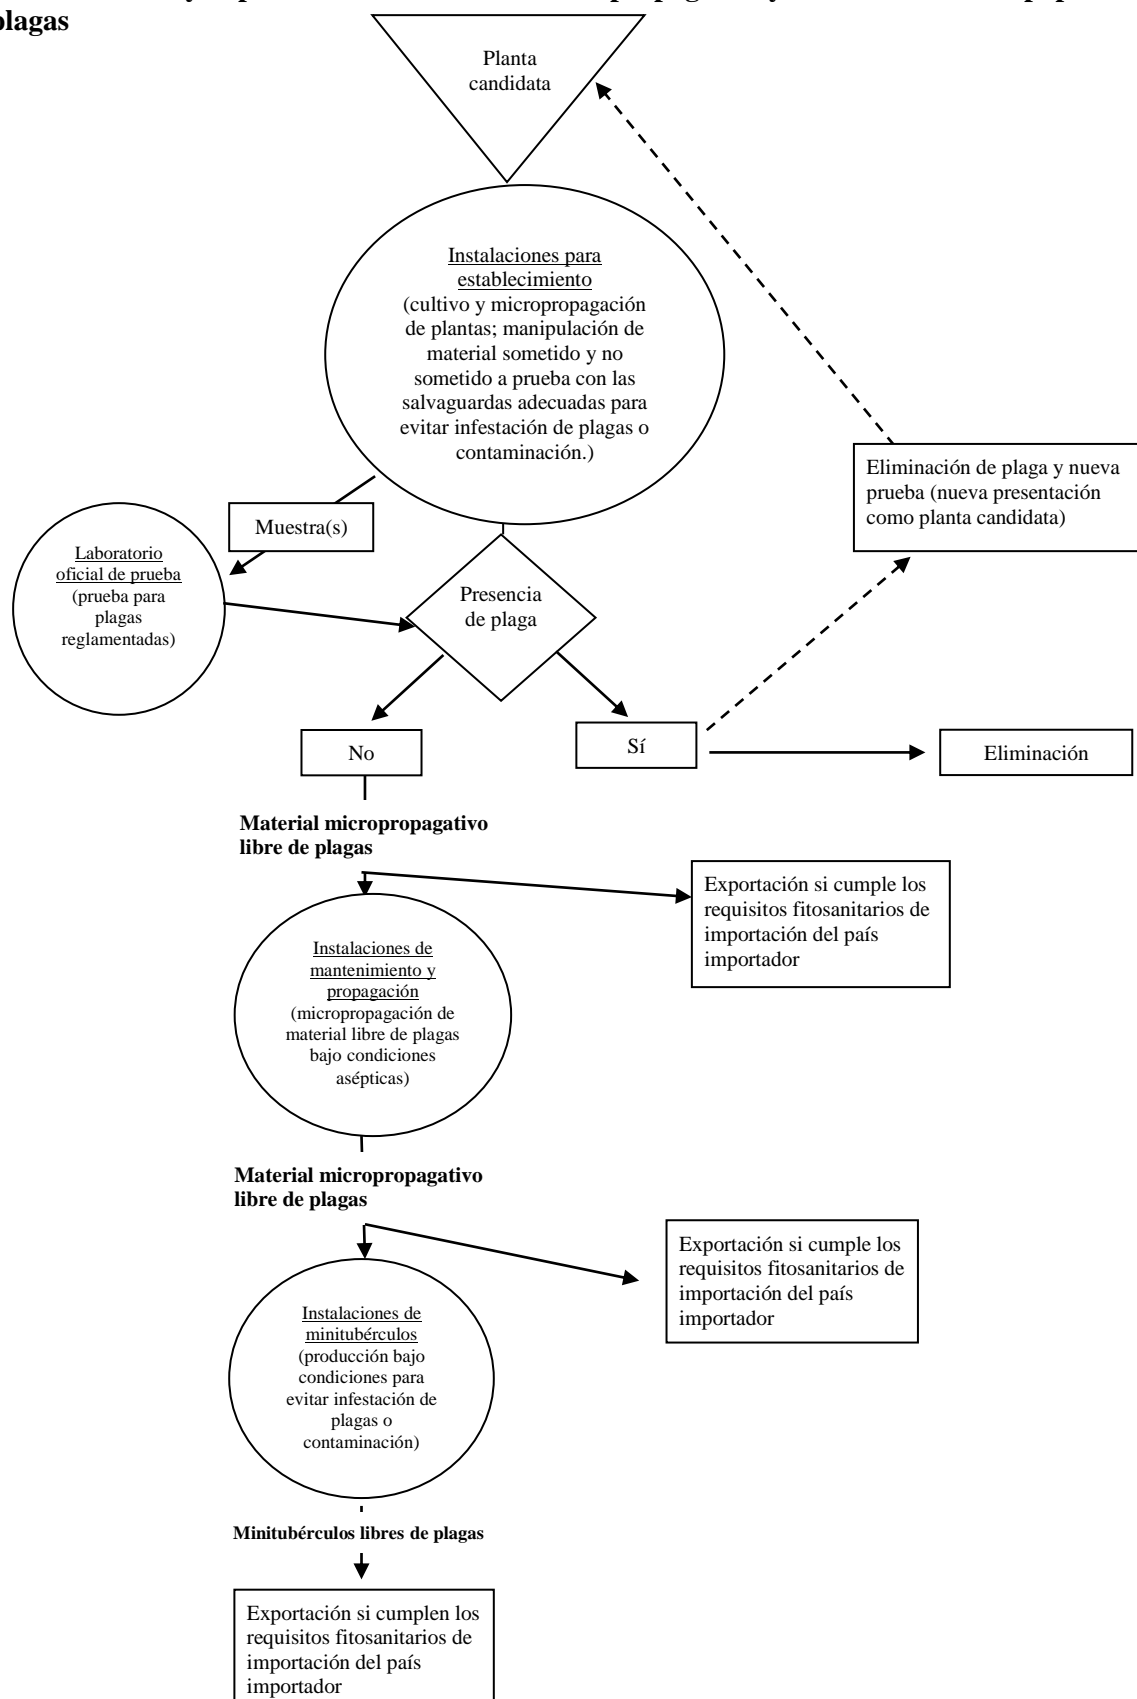 plagas
Planta
candidata
Instalaciones para
establecimiento
(cultivo y micropropagación
de plantas; manipulación de
material sometido y no
sometido a prueba con las
salvaguardas adecuadas para
evitar infestación de plagas o
contaminación.)
Eliminación de plaga y nueva
prueba (nueva presentación
como planta candidata)
Muestra(s)
Laboratorio
oficial de prueba
(prueba para
plagas
reglamentadas)
Presencia
de plaga
No
Sí
Eliminación
Material micropropagativo
libre de plagas
Exportación si cumple los
requisitos fitosanitarios de
importación del país
importador
Instalaciones de
mantenimiento y
propagación
(micropropagación de
material libre de plagas
bajo condiciones
asépticas)
Material micropropagativo
libre de plagas
Exportación si cumple los
requisitos fitosanitarios de
importación del país
importador
Instalaciones de
minitubérculos
(producción bajo
condiciones para
evitar infestación de
plagas o
contaminación)
Minitubérculos libres de plagas
Exportación si cumplen los
requisitos fitosanitarios de
importación del país
importador